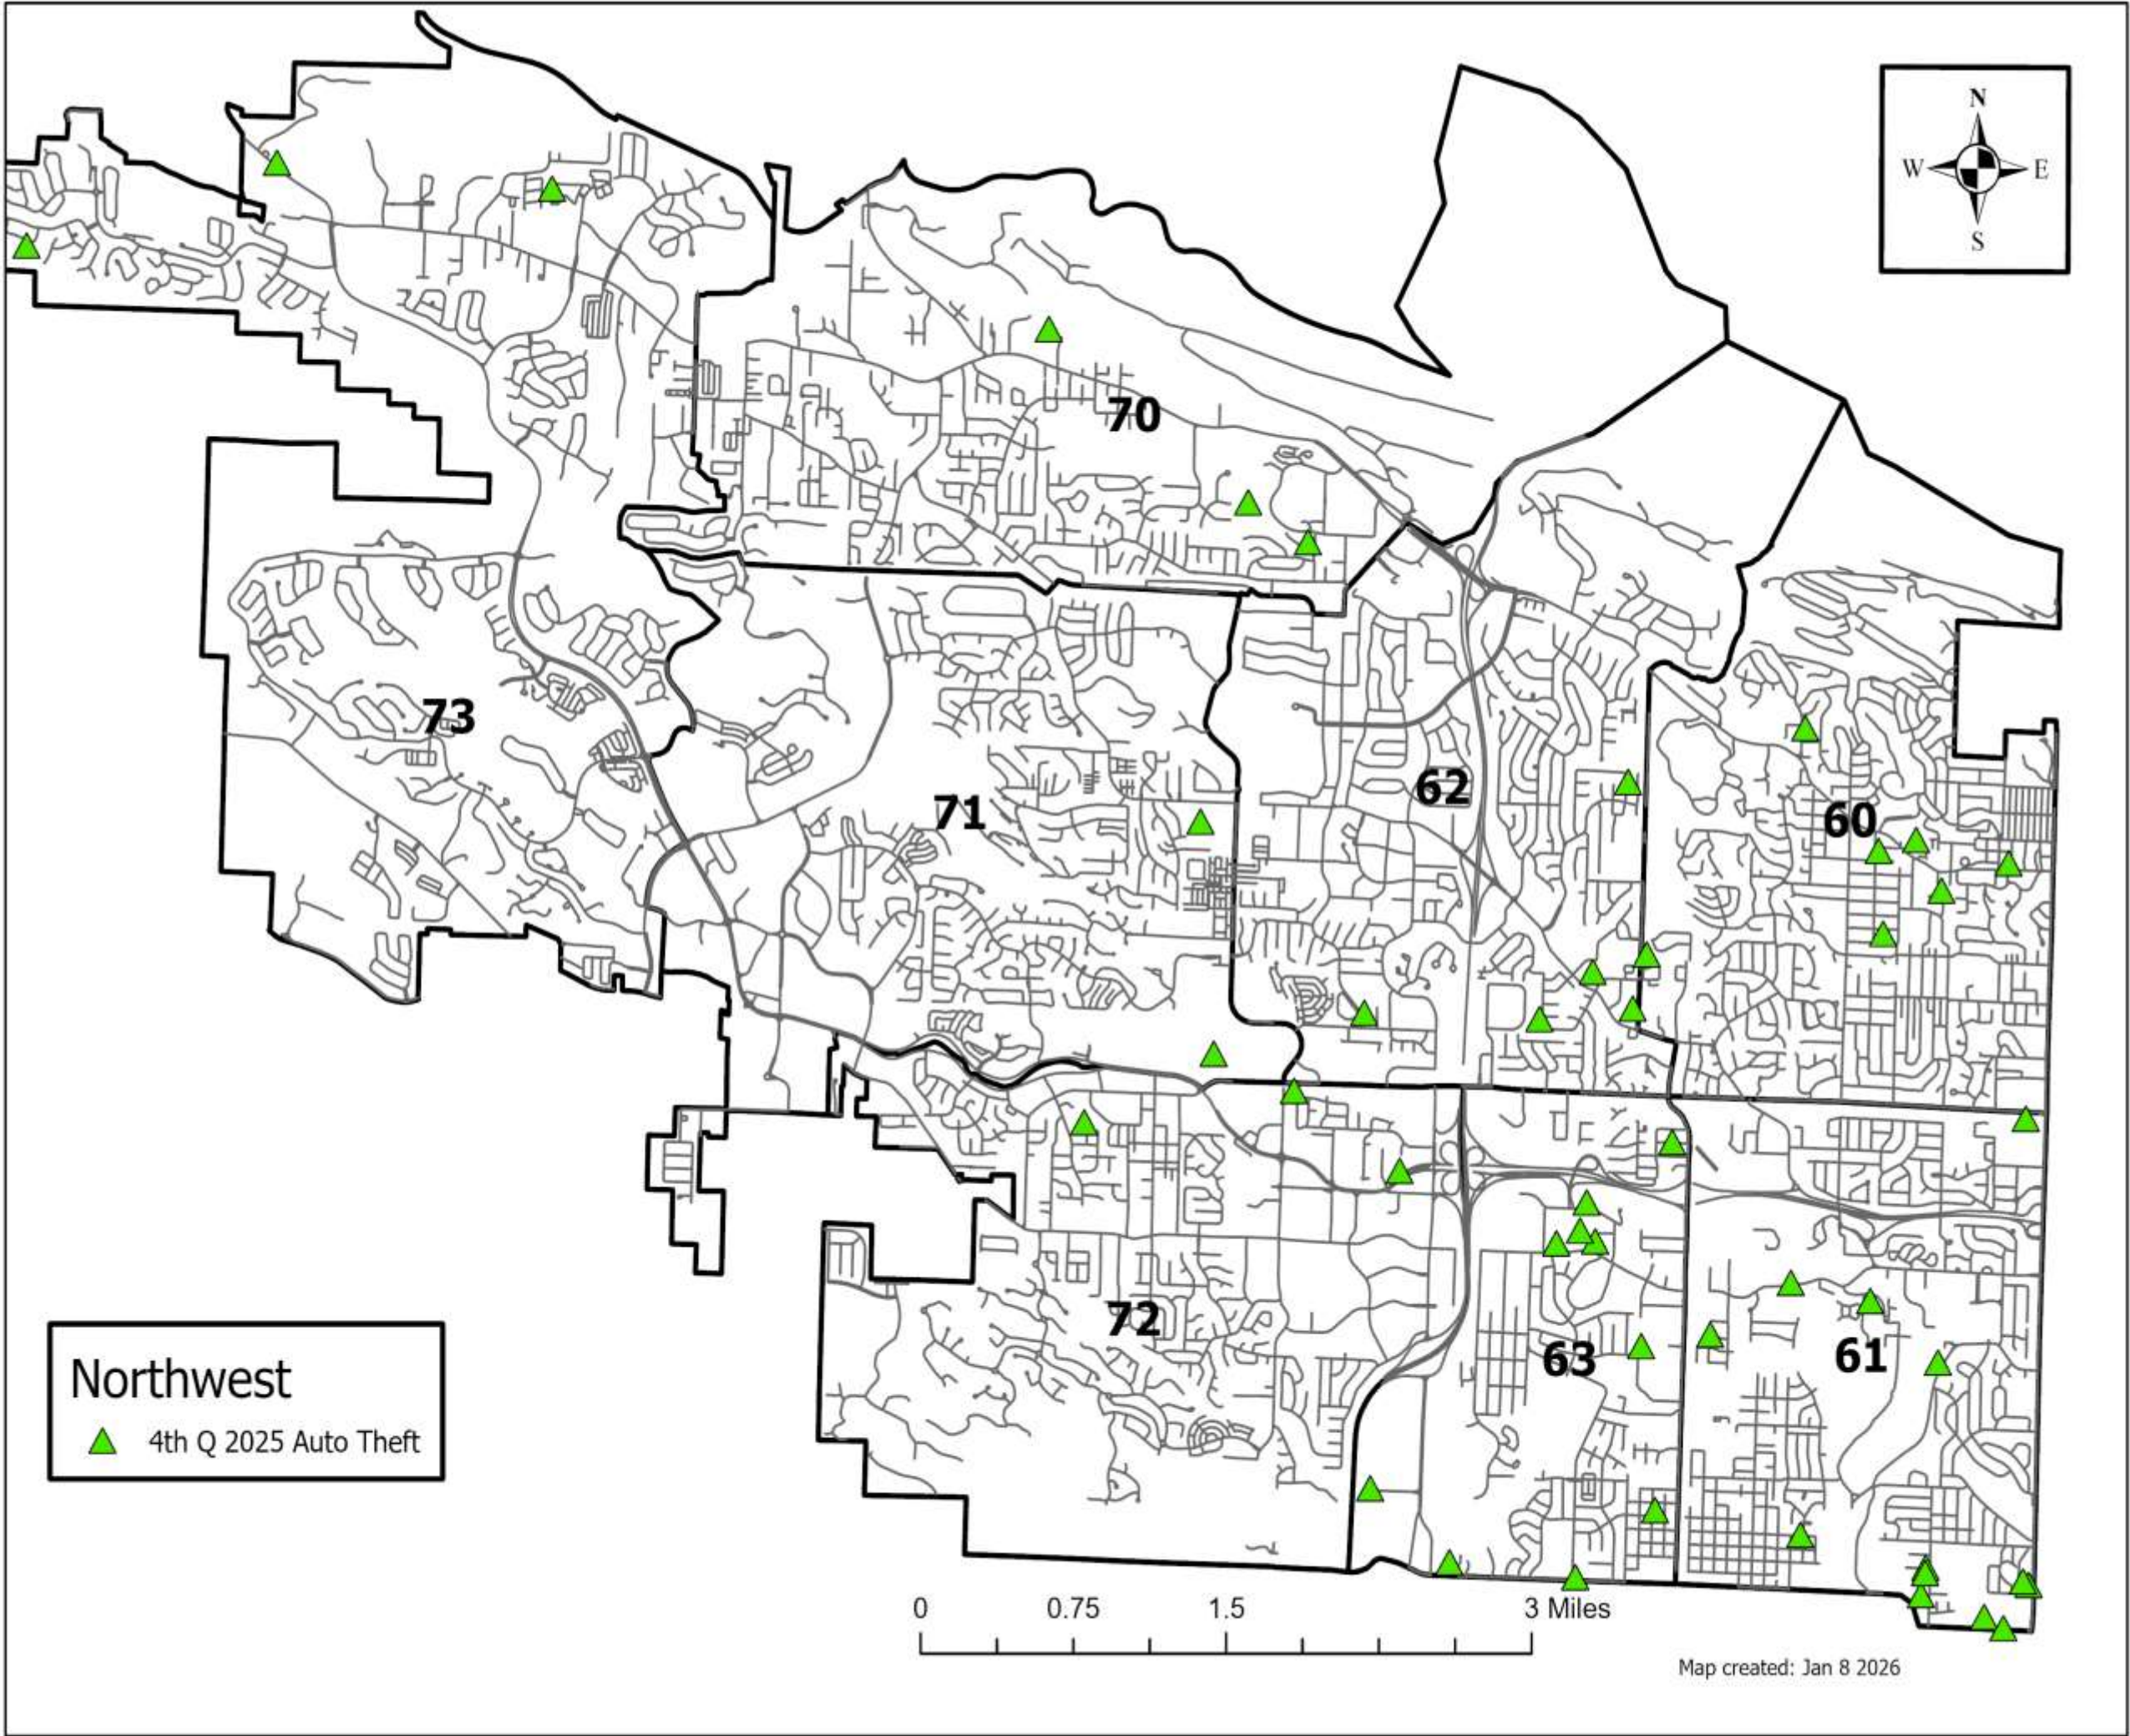 N
W E
S
70
73
62
71
60
72
63
61
Northwest
4th Q 2025 Auto Theft
0 0.75 1.5 3 Miles
Map created: Jan 8 2026